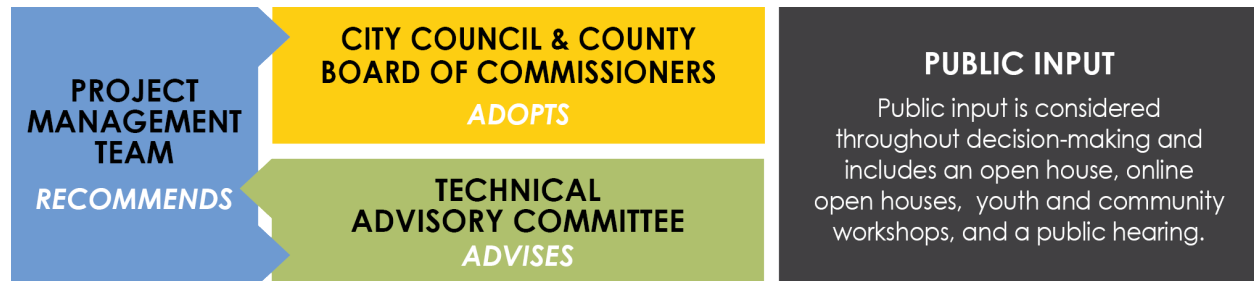 PROJECT
MANAGEMENT
TEAM
RECOMMENDS
CITY COUNCIL & COUNTY
BOARD OF COMMISSIONERS
ADOPTS
TECHNICAL
ADVISORY COMMITTEE
ADVISES
PUBLIC INPUT
Public input is considered
throughout decision-making and
includes an open house, online
open houses,  youth and community
workshops, and a public hearing.